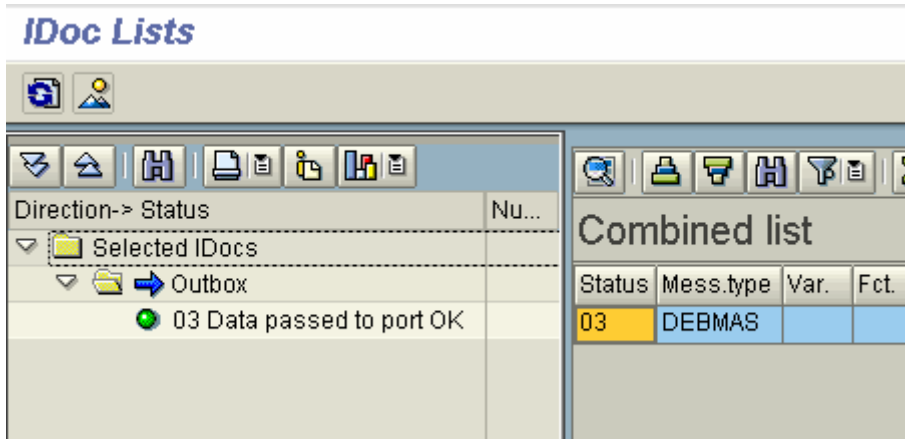 IDoc Lists
Direction-> Status Nu...
Selected IDocs
Outbox
03 Data passed to port OK
Combined list
Status Mess.type Var. Fct.
03 DEBMAS